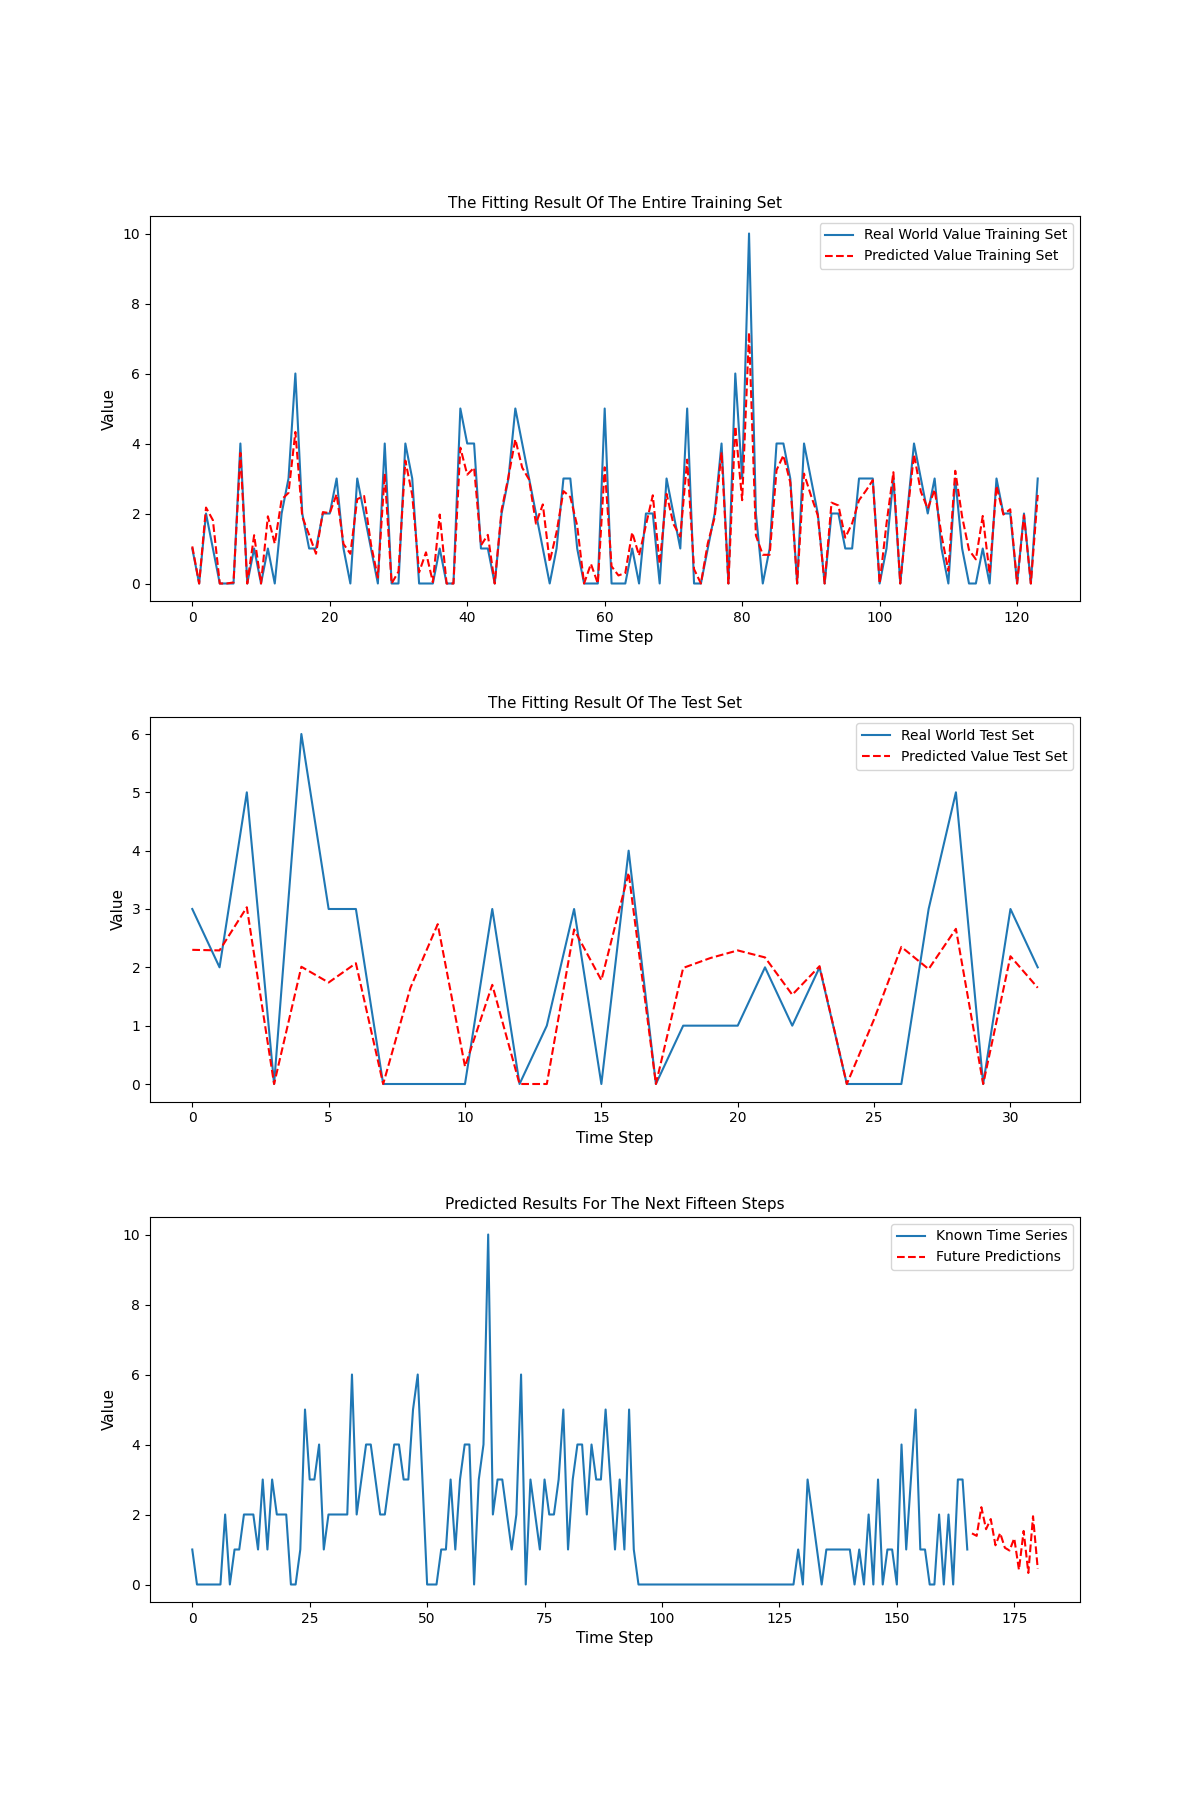 The Fitting Result Of The Entire Training Set
Real World Value Training Set
Predicted Value Training Set
Value
10
8
6
4
2
0
0 20 40 60 80 100 120
Time Step
The Fitting Result Of The Test Set
Real World Test Set
Predicted Value Test Set
Value
6
5
4
3
2
1
0
0 5 10 15 20 25 30
Time Step
Predicted Results For The Next Fifteen Steps
Known Time Series
Future Predictions
Value
10
8
6
4
2
0
0 25 50 75 100 125 150 175
Time Step